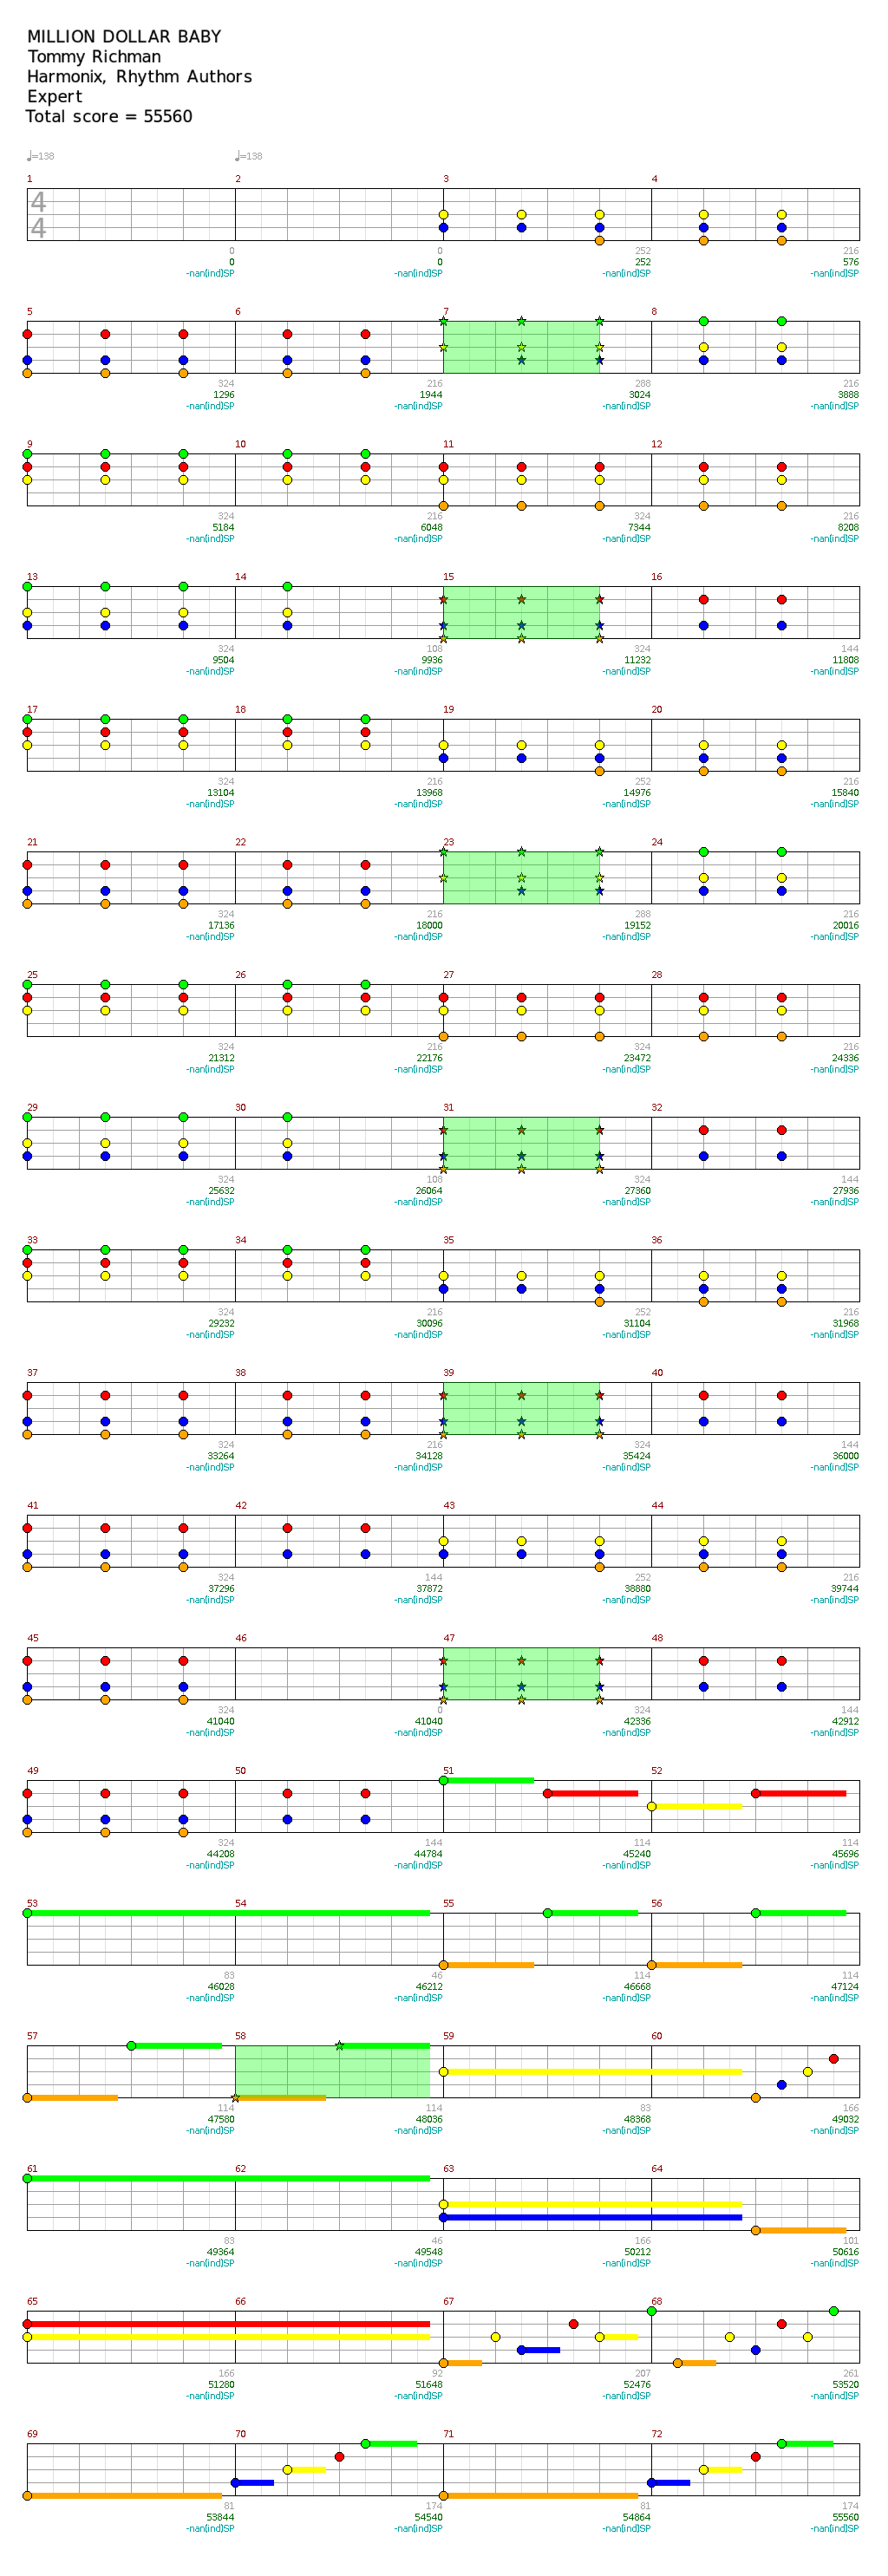 MILLION DOLLAR BABY
Tommy Richman
Harmonix, Rhythm Authors
Expert
Total score = 55560
♩=138 ♩=138
1 2 3 4
4
4
0 0 252 216
0 0 252 576
-nan(ind)SP -nan(ind)SP -nan(ind)SP -nan(ind)SP
5 6 7 8
324 216 288 216
1296 1944 3024 3888
-nan(ind)SP -nan(ind)SP -nan(ind)SP -nan(ind)SP
9 10 11 12
324 216 324 216
5184 6048 7344 8208
-nan(ind)SP -nan(ind)SP -nan(ind)SP -nan(ind)SP
13 14 15 16
324 108 324 144
9504 9936 11232 11808
-nan(ind)SP -nan(ind)SP -nan(ind)SP -nan(ind)SP
17 18 19 20
324 216 252 216
13104 13968 14976 15840
-nan(ind)SP -nan(ind)SP -nan(ind)SP -nan(ind)SP
21 22 23 24
324 216 288 216
17136 18000 19152 20016
-nan(ind)SP -nan(ind)SP -nan(ind)SP -nan(ind)SP
25 26 27 28
324 216 324 216
21312 22176 23472 24336
-nan(ind)SP -nan(ind)SP -nan(ind)SP -nan(ind)SP
29 30 31 32
324 108 324 144
25632 26064 27360 27936
-nan(ind)SP -nan(ind)SP -nan(ind)SP -nan(ind)SP
33 34 35 36
324 216 252 216
29232 30096 31104 31968
-nan(ind)SP -nan(ind)SP -nan(ind)SP -nan(ind)SP
37 38 39 40
324 216 324 144
33264 34128 35424 36000
-nan(ind)SP -nan(ind)SP -nan(ind)SP -nan(ind)SP
41 42 43 44
324 144 252 216
37296 37872 38880 39744
-nan(ind)SP -nan(ind)SP -nan(ind)SP -nan(ind)SP
45 46 47 48
324 0 324 144
41040 41040 42336 42912
-nan(ind)SP -nan(ind)SP -nan(ind)SP -nan(ind)SP
49 50 51 52
324 144 114 114
44208 44784 45240 45696
-nan(ind)SP -nan(ind)SP -nan(ind)SP -nan(ind)SP
53 54 55 56
83 46 114 114
46028 46212 46668 47124
-nan(ind)SP -nan(ind)SP -nan(ind)SP -nan(ind)SP
57 58 59 60
114 114 83 166
47580 48036 48368 49032
-nan(ind)SP -nan(ind)SP -nan(ind)SP -nan(ind)SP
61 62 63 64
83 46 166 101
49364 49548 50212 50616
-nan(ind)SP -nan(ind)SP -nan(ind)SP -nan(ind)SP
65 66 67 68
166 92 207 261
51280 51648 52476 53520
-nan(ind)SP -nan(ind)SP -nan(ind)SP -nan(ind)SP
69 70 71 72
81 174 81 174
53844 54540 54864 55560
-nan(ind)SP -nan(ind)SP -nan(ind)SP -nan(ind)SP